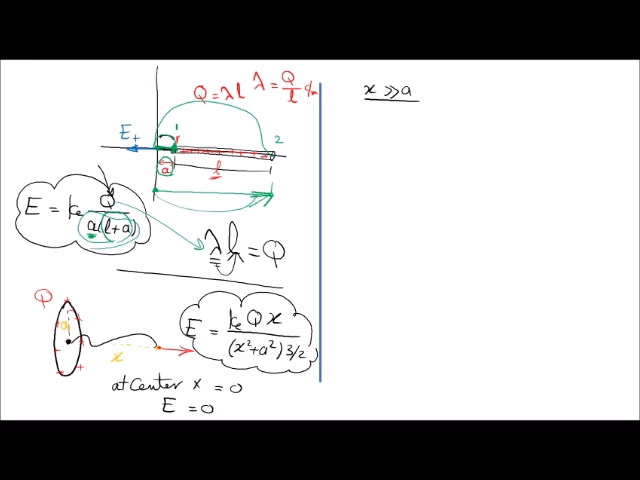 Q = λl λ = Q/l c/m
x >> a
1
2
r
E+
a
l
E = ke Q / a(l+a)
λl = Q
Q
a
x
E = ke Q x / (x²+a²)3/2
at center x = 0
E = 0